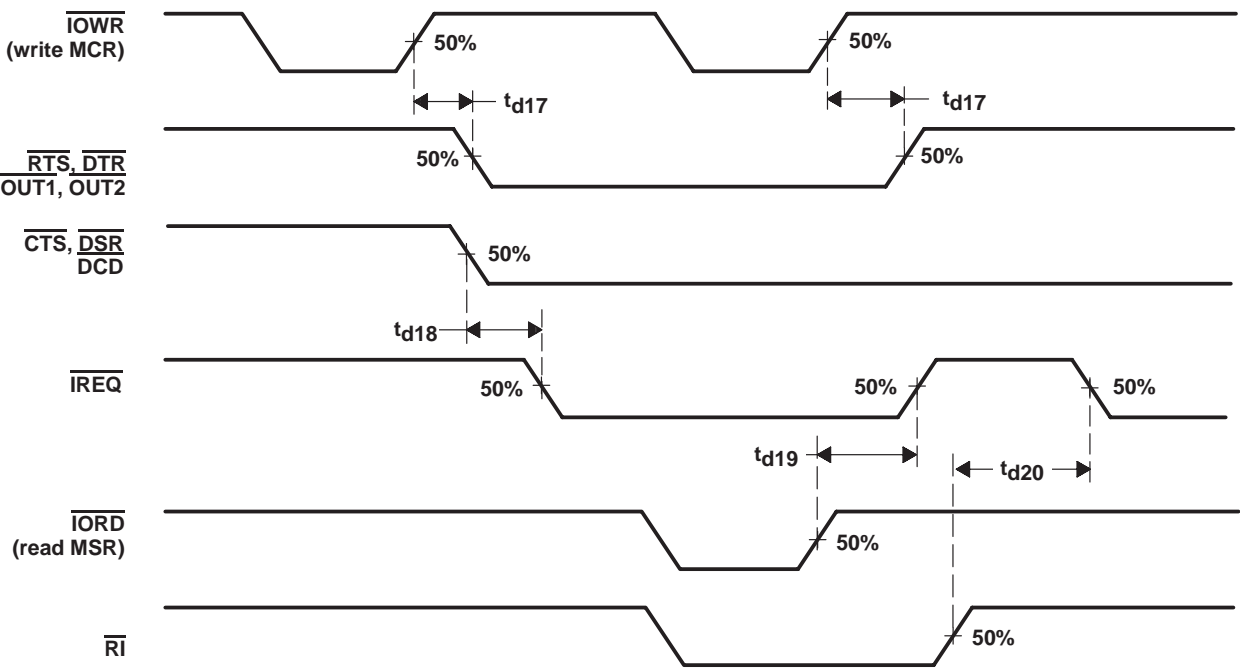 IOWR
(write MCR)
50%
50%
td17
td17
RTS, DTR
OUT1, OUT2
50%
50%
CTS, DSR
DCD
50%
td18
IREQ
50%
50%
50%
td19
td20
IORD
(read MSR)
50%
RI
50%